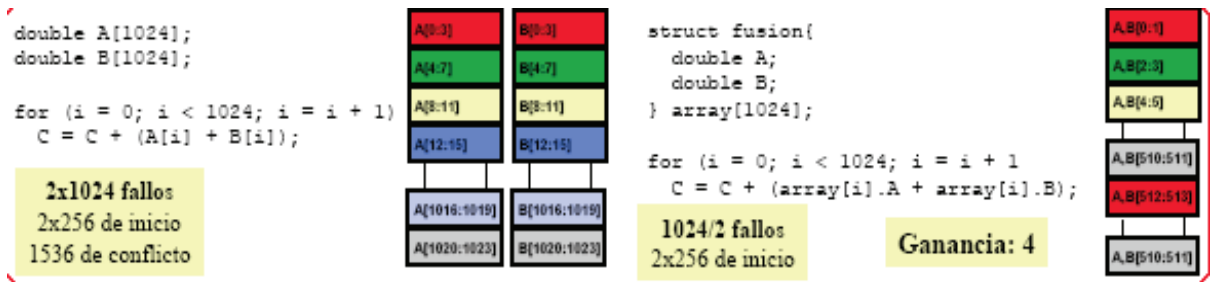 double A[1024];
double B[1024];
for (i = 0; i < 1024; i = i + 1)
C = C + (A[i] + B[i]);
2x1024 fallos
2x256 de inicio
1536 de conflicto
A[0:3]
B[0:3]
A[4:7]
B[4:7]
A[8:11]
B[8:11]
A[12:15]
B[12:15]
A[1016:1019]
B[1016:1019]
A[1020:1023]
B[1020:1023]
struct fusion{
double A;
double B;
} array[1024];
for (i = 0; i < 1024; i = i + 1
C = C + (array[i].A + array[i].B);
1024/2 fallos
2x256 de inicio
Ganancia: 4
A,B[0:1]
A,B[2:3]
A,B[4:5]
A,B[510:511]
A,B[512:513]
A,B[510:511]